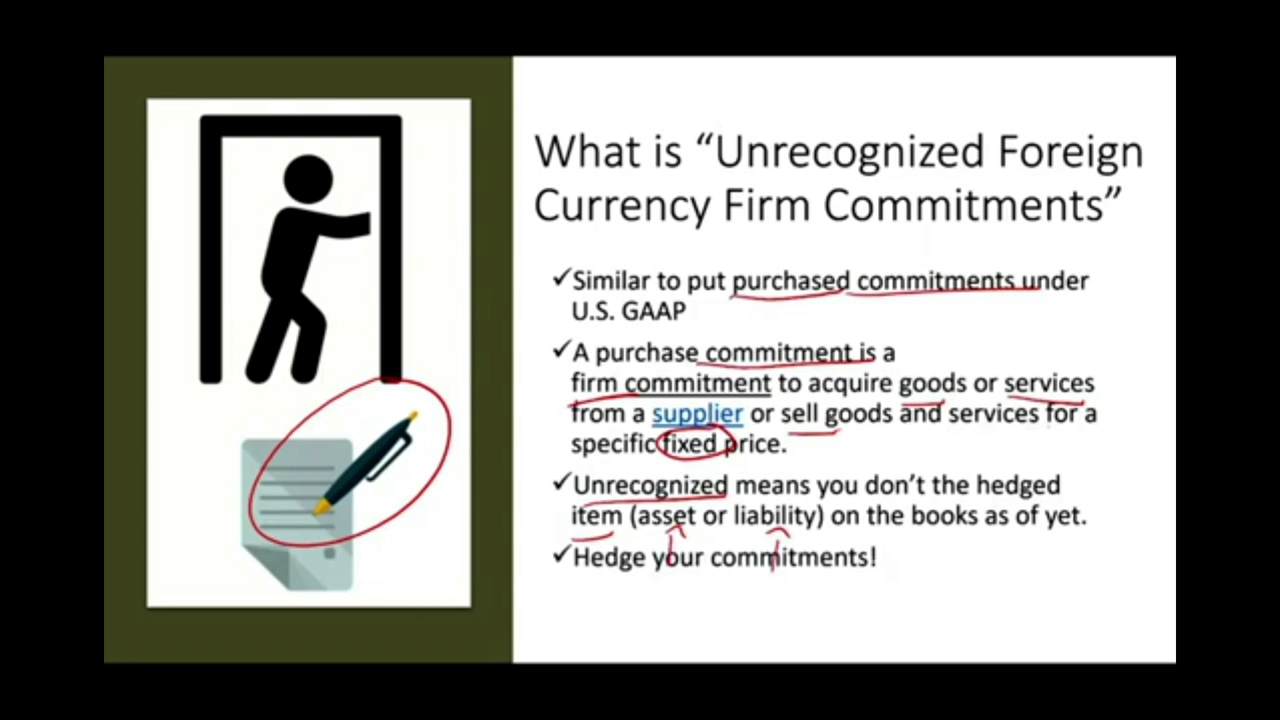 What is “Unrecognized Foreign
Currency Firm Commitments”
✓Similar to put purchased commitments under
U.S. GAAP
✓A purchase commitment is a
firm commitment to acquire goods or services
from a supplier or sell goods and services for a
specific fixed price.
✓Unrecognized means you don’t the hedged
item (asset or liability) on the books as of yet.
✓Hedge your commitments!